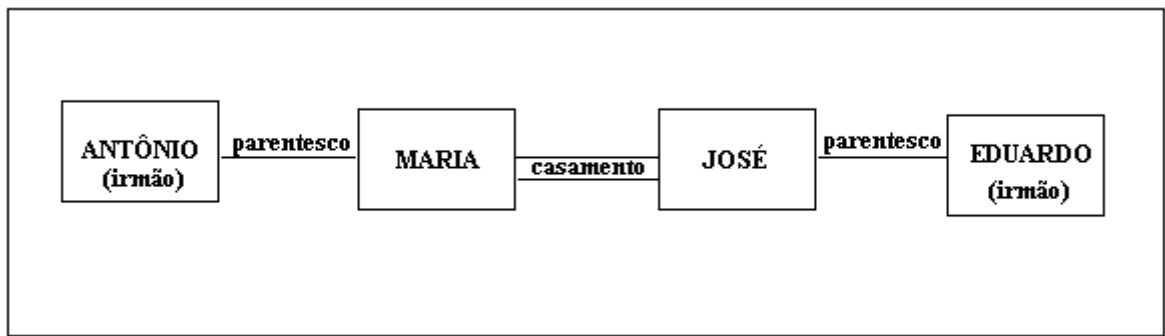 ANTÔNIO
(irmão)
parentesco
MARIA
casamento
JOSÉ
parentesco
EDUARDO
(irmão)